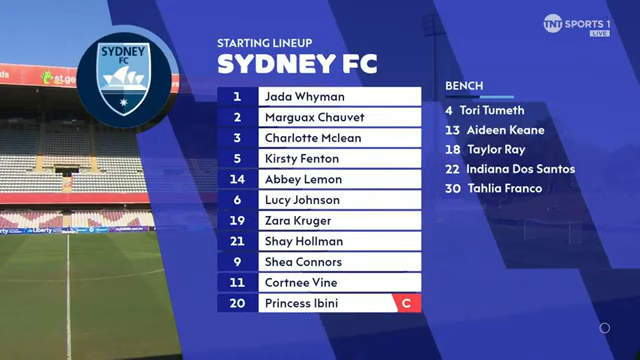 TNT SPORTS 1
LIVE
SYDNEY
FC
st.ge
Liberty
STARTING LINEUP
SYDNEY FC
1 Jada Whyman
2 Marguax Chauvet
3 Charlotte Mclean
5 Kirsty Fenton
14 Abbey Lemon
6 Lucy Johnson
19 Zara Kruger
21 Shay Hollman
9 Shea Connors
11 Cortnee Vine
20 Princess Ibini C
BENCH
4 Tori Tumeth
13 Aideen Keane
18 Taylor Ray
22 Indiana Dos Santos
30 Tahlia Franco